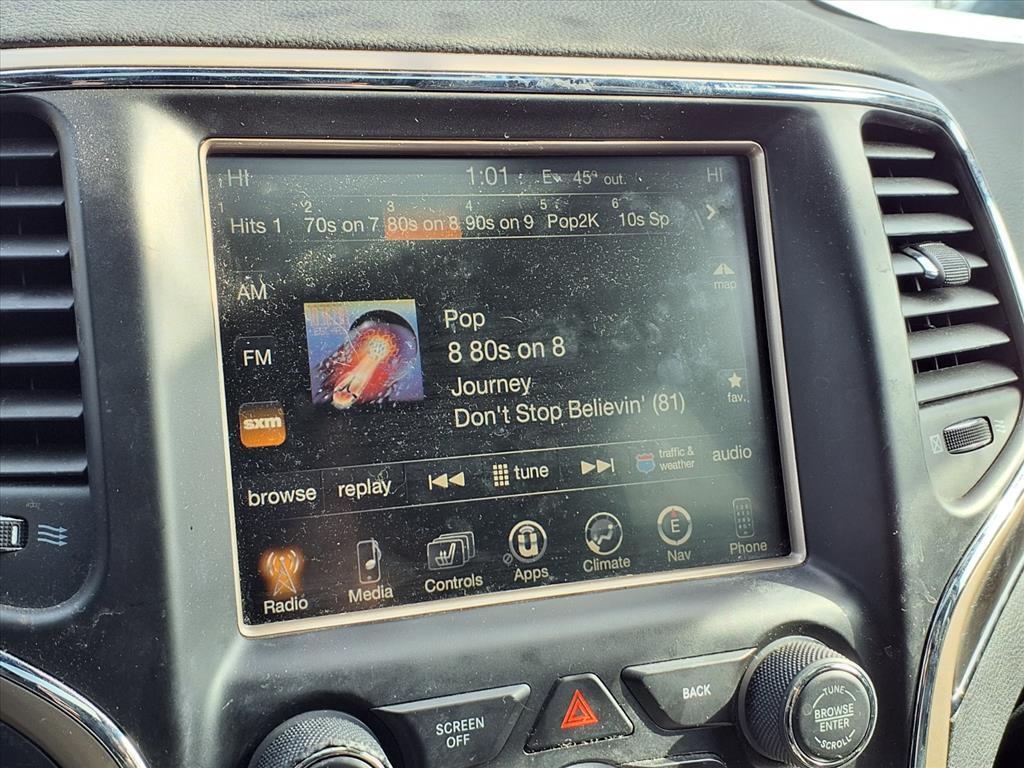 HI 1:01 E 45° out. HI
1 2 3 4 5 6
Hits 1 70s on 7 80s on 8 90s on 9 Pop2K 10s Sp
AM
map
Pop
8 80s on 8
FM
Journey
fav.
Don't Stop Believin' (81)
sxm
browse replay tune traffic & weather audio
Radio Media Controls Apps Climate E Nav Phone
SCREEN OFF
BACK
TUNE
BROWSE
ENTER
SCROLL